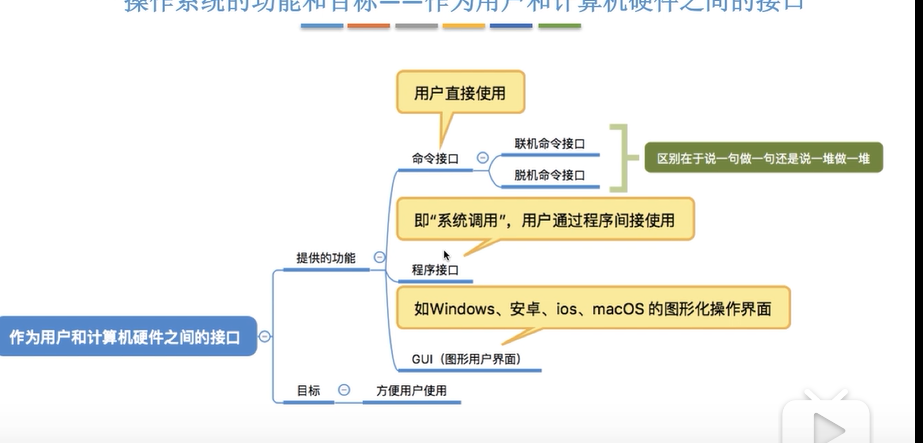 操作系统的功能和目标——作为用户和计算机硬件之间的接口
用户直接使用
命令接口
联机命令接口
脱机命令接口
区别在于说一句做一句还是说一堆做一堆
即“系统调用”，用户通过程序间接使用
提供的功能
程序接口
如Windows、安卓、ios、macOS 的图形化操作界面
作为用户和计算机硬件之间的接口
GUI（图形用户界面）
目标
方便用户使用